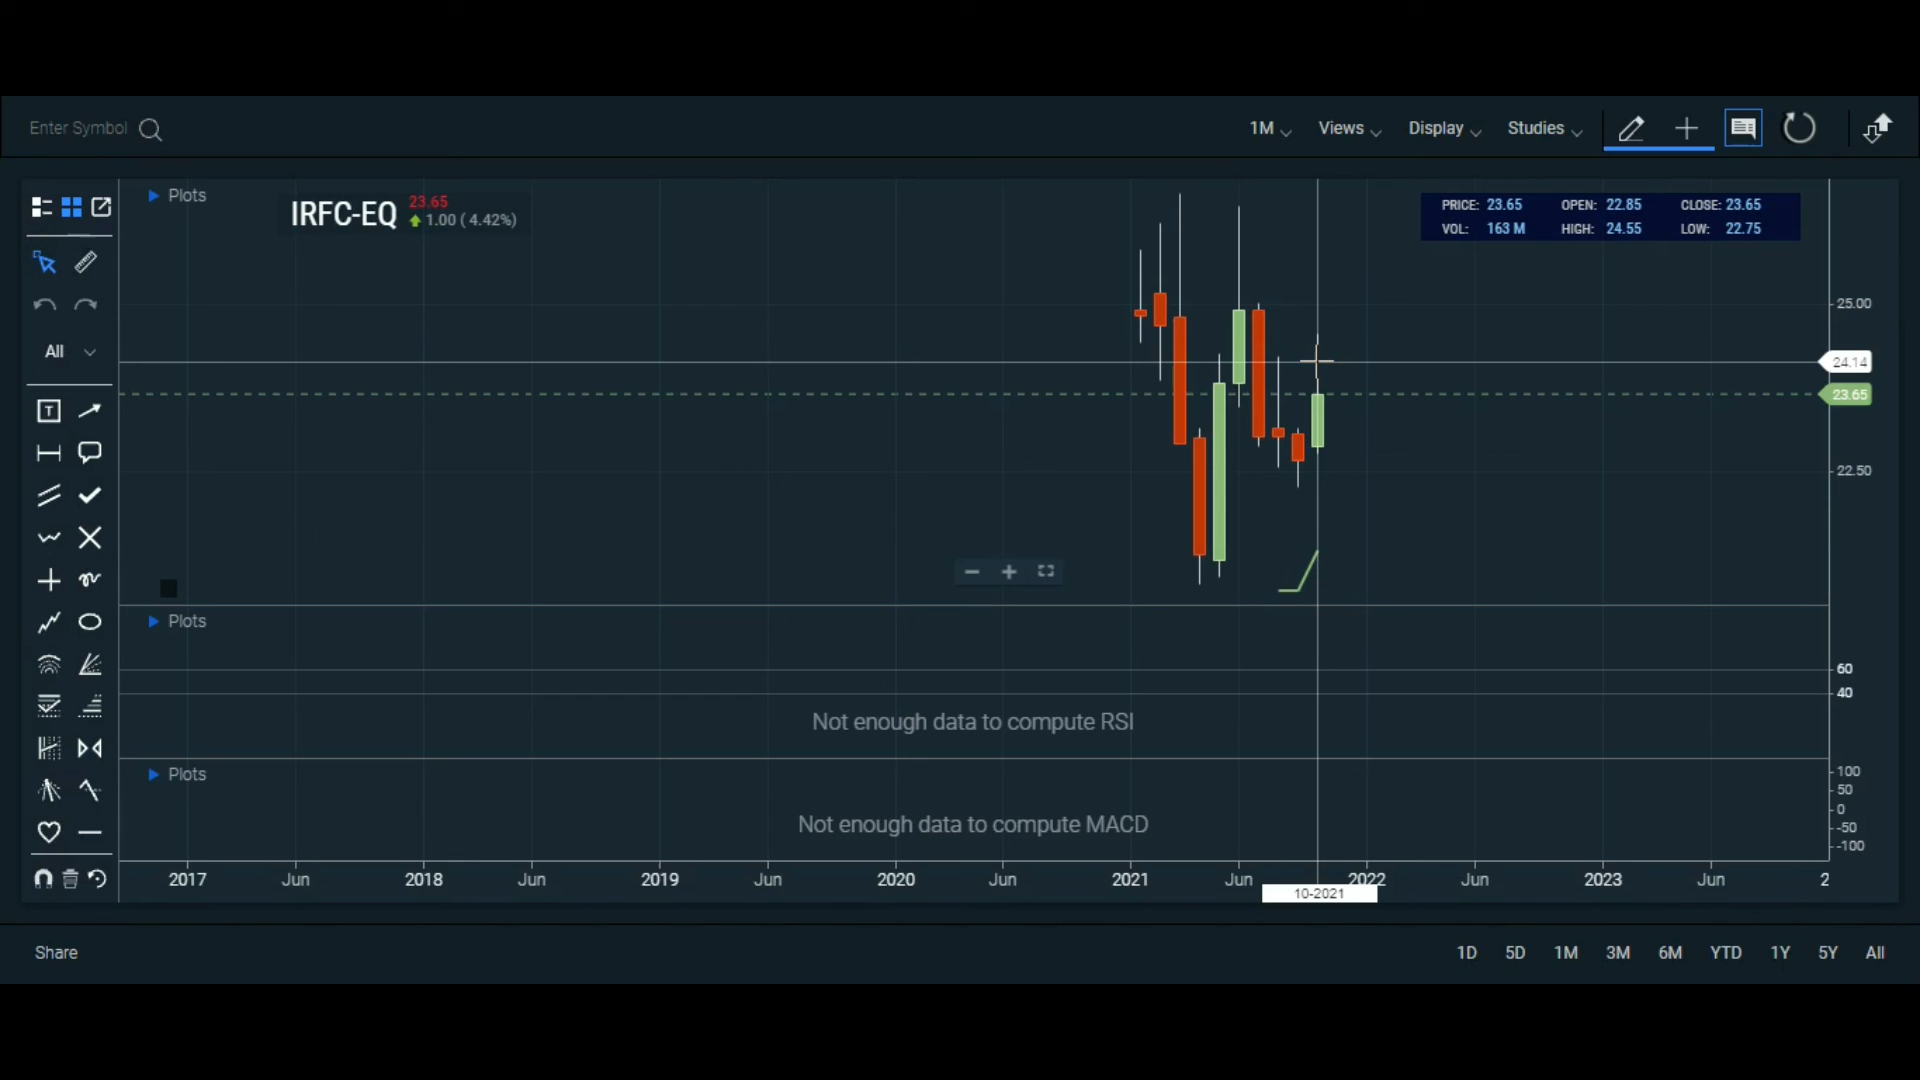 Enter Symbol
1M Views Display Studies
Plots
IRFC-EQ 23.65
1.00 ( 4.42%)
PRICE: 23.65 OPEN: 22.85 CLOSE: 23.65
VOL: 163 M HIGH: 24.55 LOW: 22.75
All
T
25.00
24.14
23.65
22.50
Plots
60
40
Not enough data to compute RSI
Plots
100
50
0
-50
-100
Not enough data to compute MACD
2017 Jun 2018 Jun 2019 Jun 2020 Jun 2021 Jun 2022 Jun 2023 Jun 2
10-2021
Share
1D 5D 1M 3M 6M YTD 1Y 5Y All